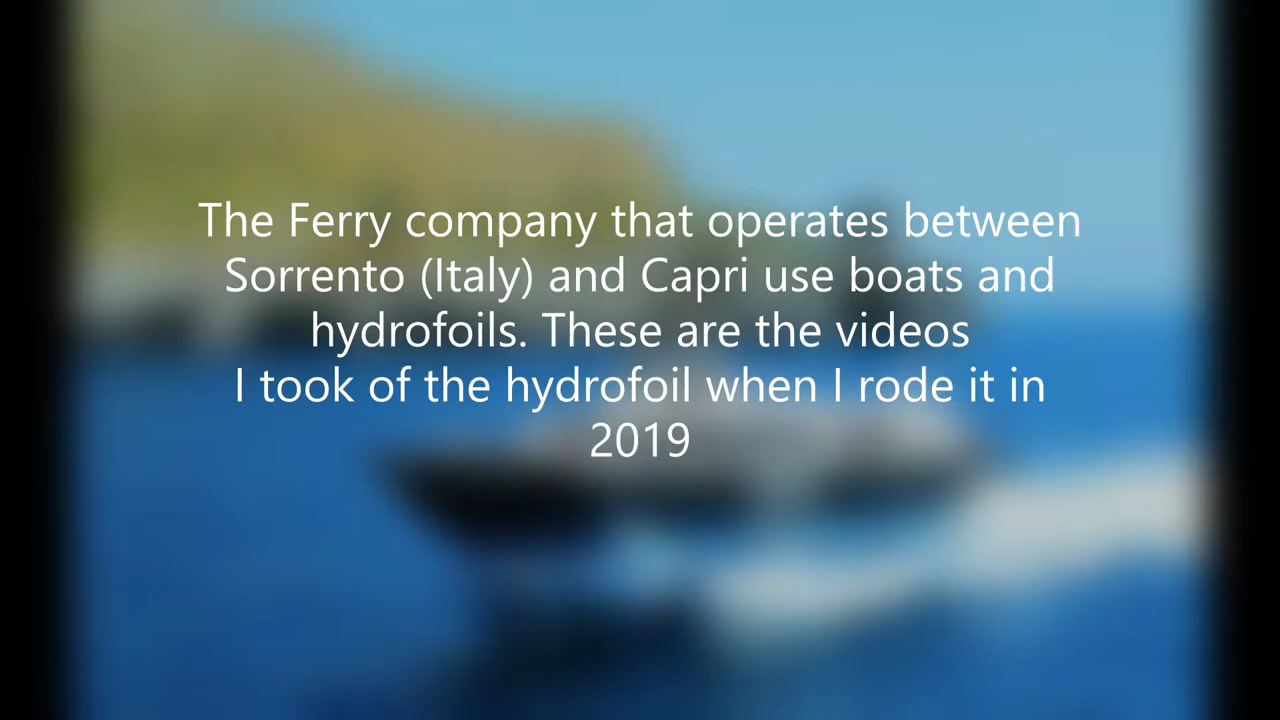 The Ferry company that operates between
Sorrento (Italy) and Capri use boats and
hydrofoils. These are the videos
I took of the hydrofoil when I rode it in
2019